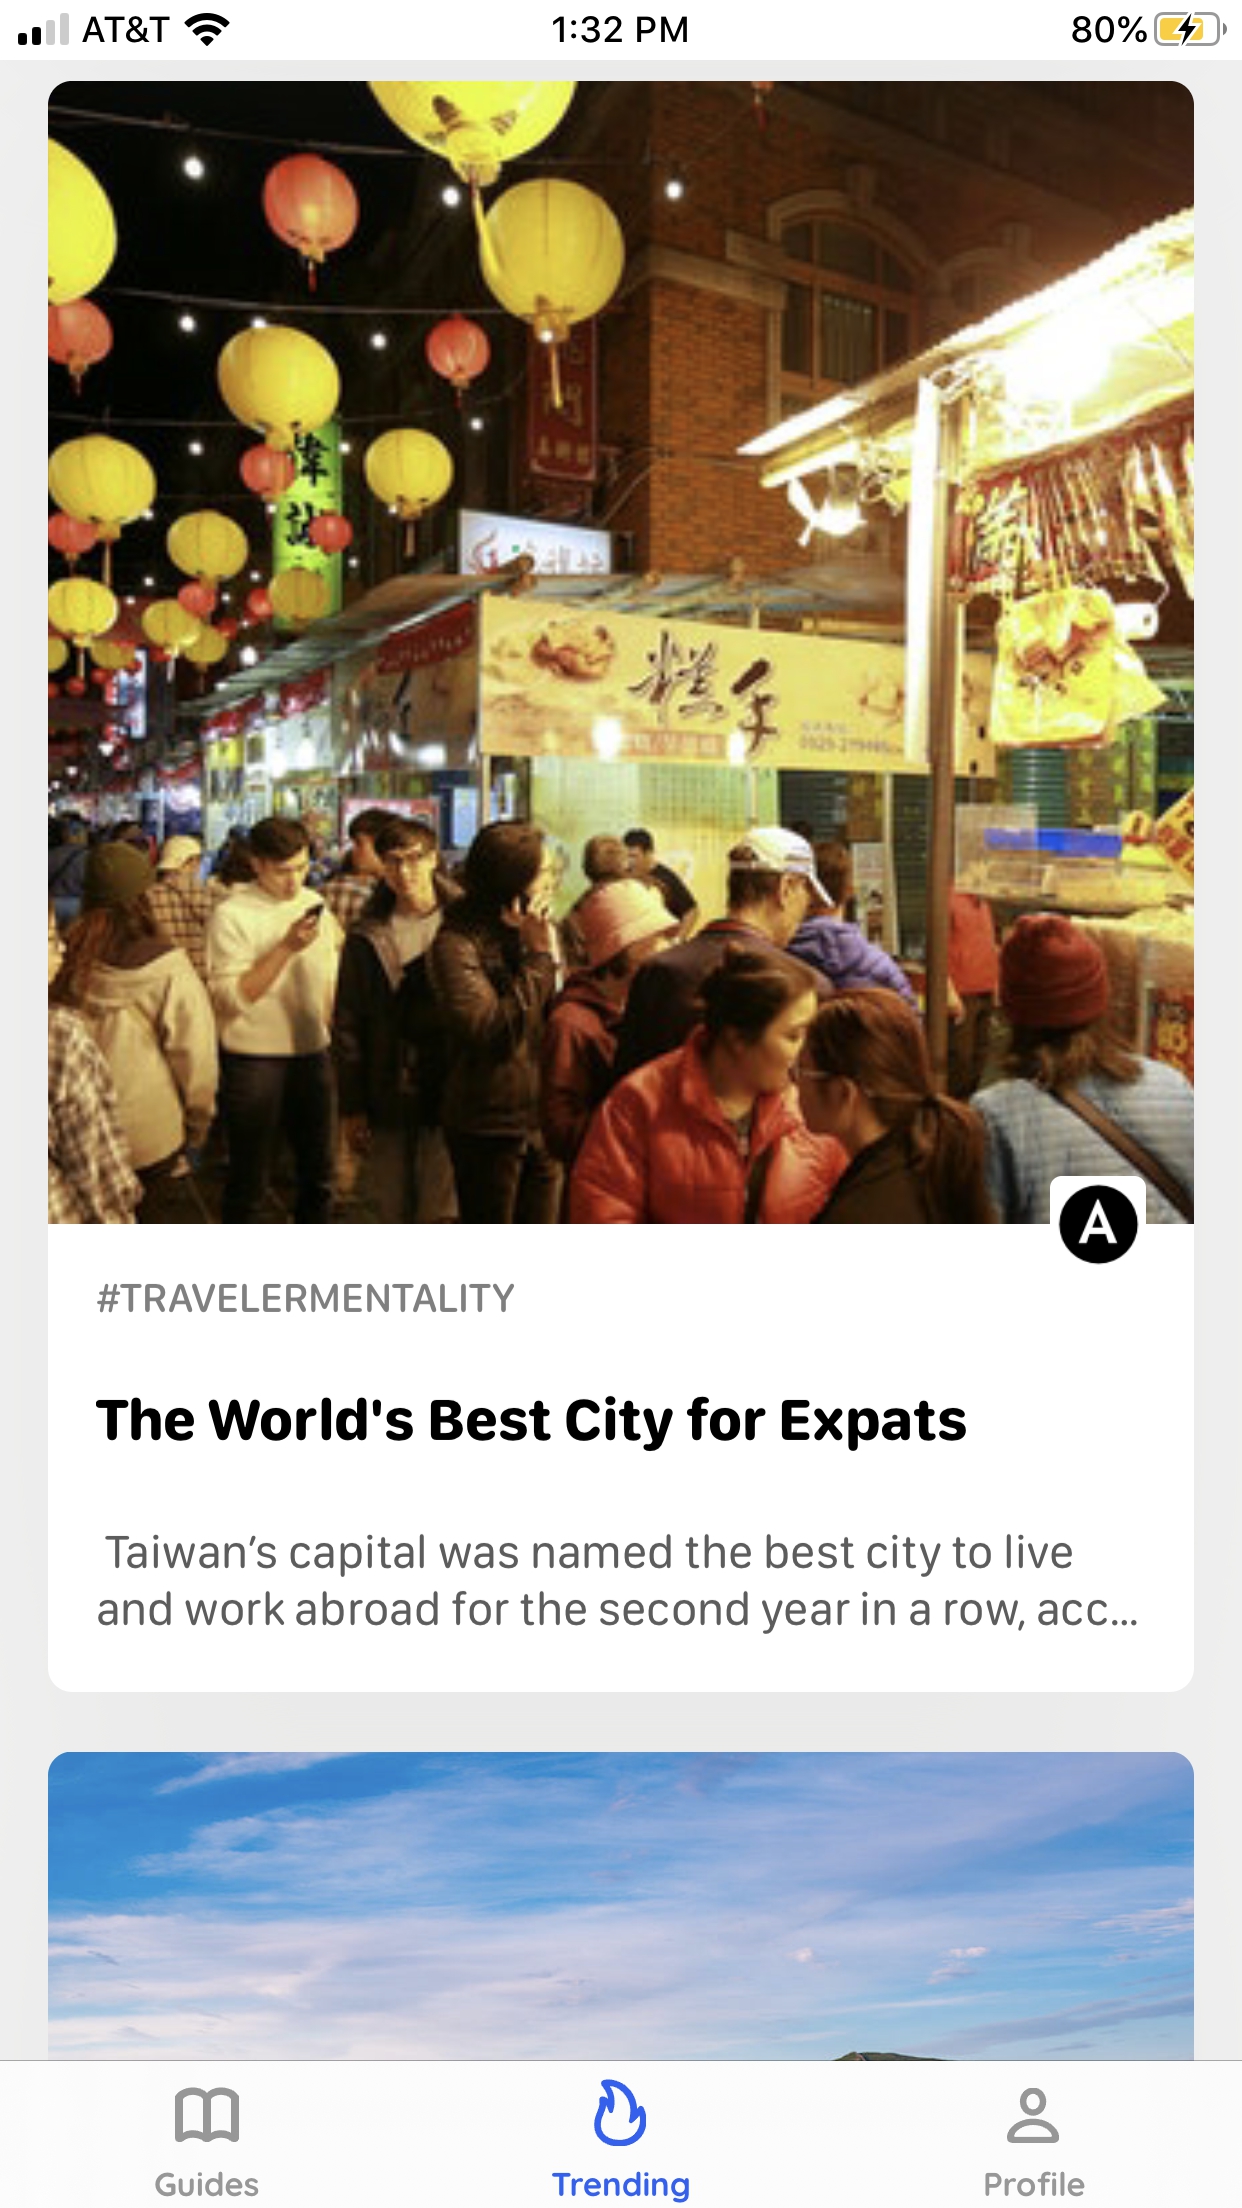 AT&T
1:32 PM
80%
糕
A
#TRAVELERMENTALITY
The World's Best City for Expats
Taiwan’s capital was named the best city to live
and work abroad for the second year in a row, acc...
Guides
Trending
Profile